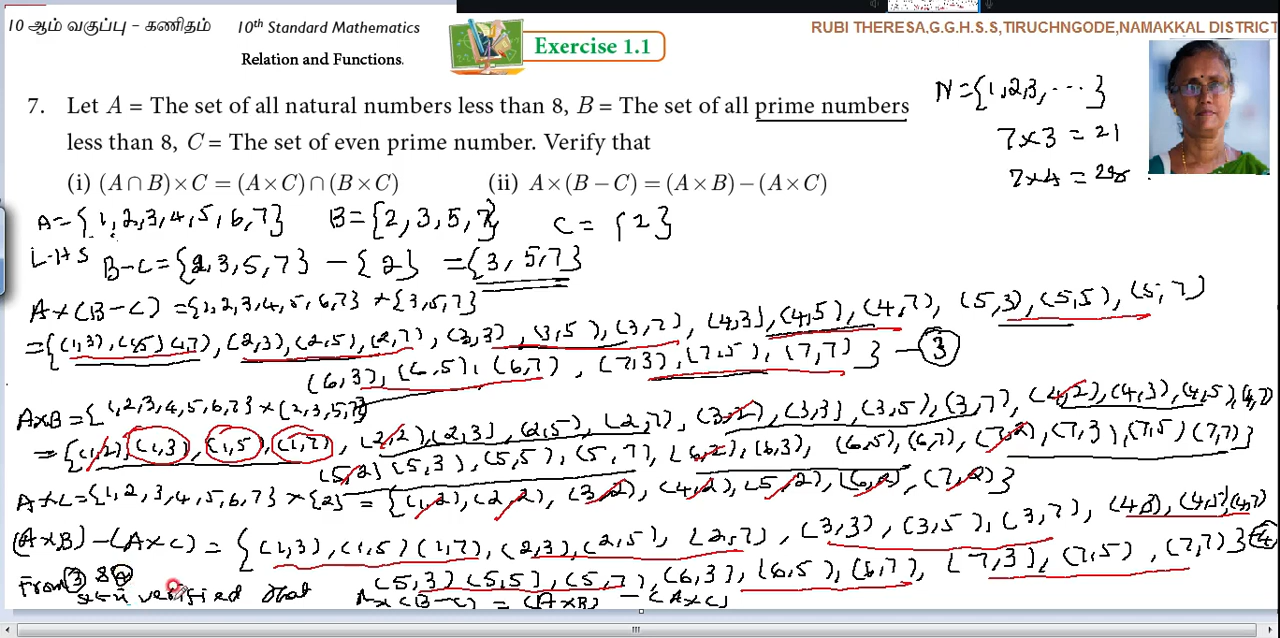 10 ஆம் வகுப்பு – கணிதம்
10th Standard Mathematics
Relation and Functions.
Exercise 1.1
RUBI THERESA,G.G.H.S.S,TIRUCHNGODE,NAMAKKAL DISTRICT
7. Let A = The set of all natural numbers less than 8, B = The set of all prime numbers
less than 8, C = The set of even prime number. Verify that
(i) (A∩B)×C = (A×C)∩(B×C) (ii) A×(B−C) = (A×B)−(A×C)
N={1,2,3,...}
7×3 = 21
7×4 = 28
A={1,2,3,4,5,6,7} B={2,3,5,7} C = {2}
L.H.S B-C={2,3,5,7} - {2} = {3,5,7}
A×(B-C) ={1,2,3,4,5,6,7} × {3,5,7}
={(1,3),(1,5)(1,7),(2,3),(2,5),(2,7),(3,3),(3,5),(3,7),(4,3),(4,5),(4,7),(5,3),(5,5),(5,7)
(6,3),(6,5),(6,7),(7,3),(7,5),(7,7)} — 3
A×B={1,2,3,4,5,6,7}×{2,3,5,7}
={(1,2)(1,3),(1,5),(1,7),(2,2),(2,3),(2,5),(2,7),(3,2),(3,3),(3,5),(3,7),(4,2),(4,3),(4,5),(4,7)
(5,2)(5,3),(5,5),(5,7),(6,2),(6,3),(6,5),(6,7),(7,2),(7,3),(7,5)(7,7)}
A×C={1,2,3,4,5,6,7}×{2} = {(1,2)(2,2),(3,2),(4,2),(5,2),(6,2),(7,2)}
(A×B)-(A×C) = {(1,3),(1,5)(1,7),(2,3),(2,5),(2,7),(3,3),(3,5),(3,7),(4,3),(4,5)(4,7)
(5,3)(5,5),(5,7),(6,3),(6,5),(6,7),(7,3),(7,5),(7,7)} — 4
From 3 & 4
verified that A×(B-C) = (A×B) - (A×C)